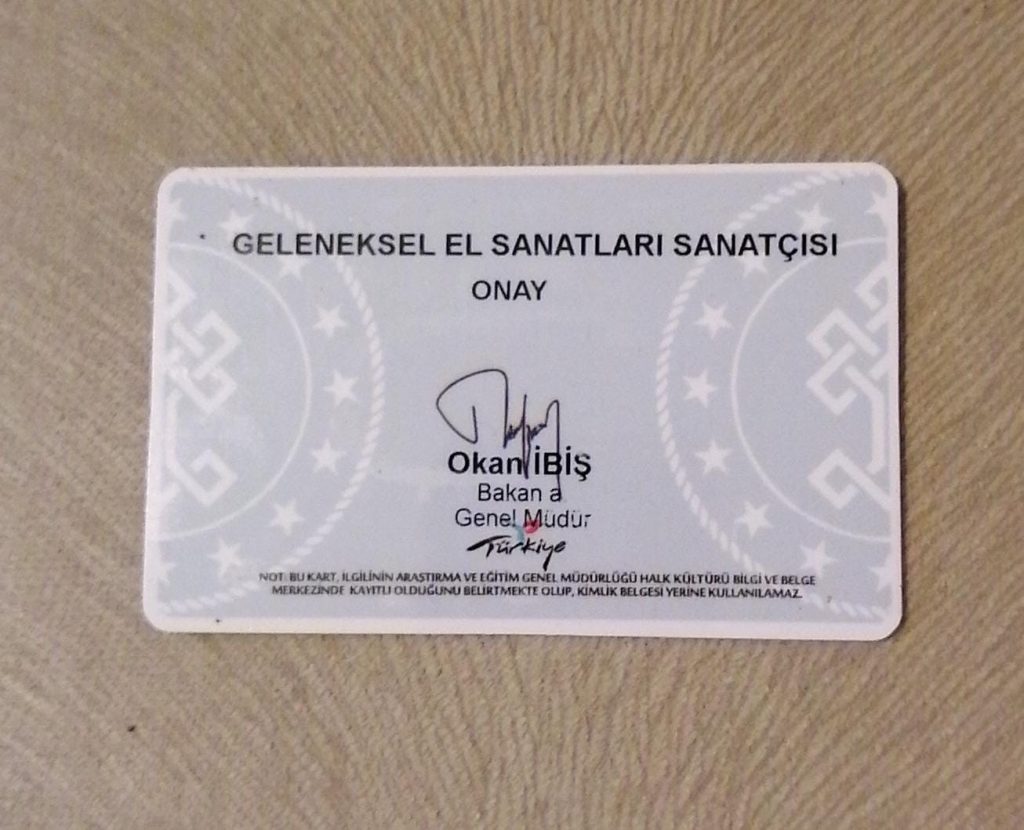 GELENEKSEL EL SANATLARI SANATÇISI
ONAY
Okan İBİŞ
Bakan a
Genel Müdür
Türkiye
NOT: BU KART, İLGİLİNİN ARAŞTIRMA VE EĞİTİM GENEL MÜDÜRLÜĞÜ HALK KÜLTÜRÜ BİLGİ VE BELGE
MERKEZİNDE KAYITLI OLDUĞUNU BELİRTMEKTE OLUP, KİMLİK BELGESİ YERİNE KULLANILAMAZ.